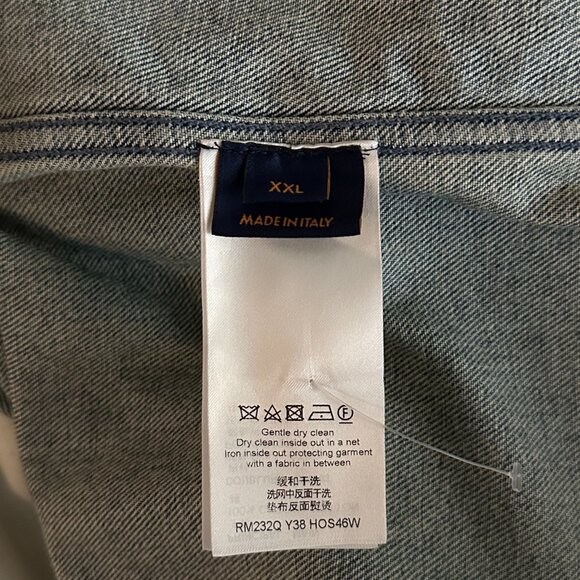 XXL
MADE IN ITALY
Gentle dry clean
Dry clean inside out in a net
Iron inside out protecting garment
with a fabric in between
缓和干洗
洗网中反面干洗
垫布反面熨烫
RM232Q Y38 HOS46W